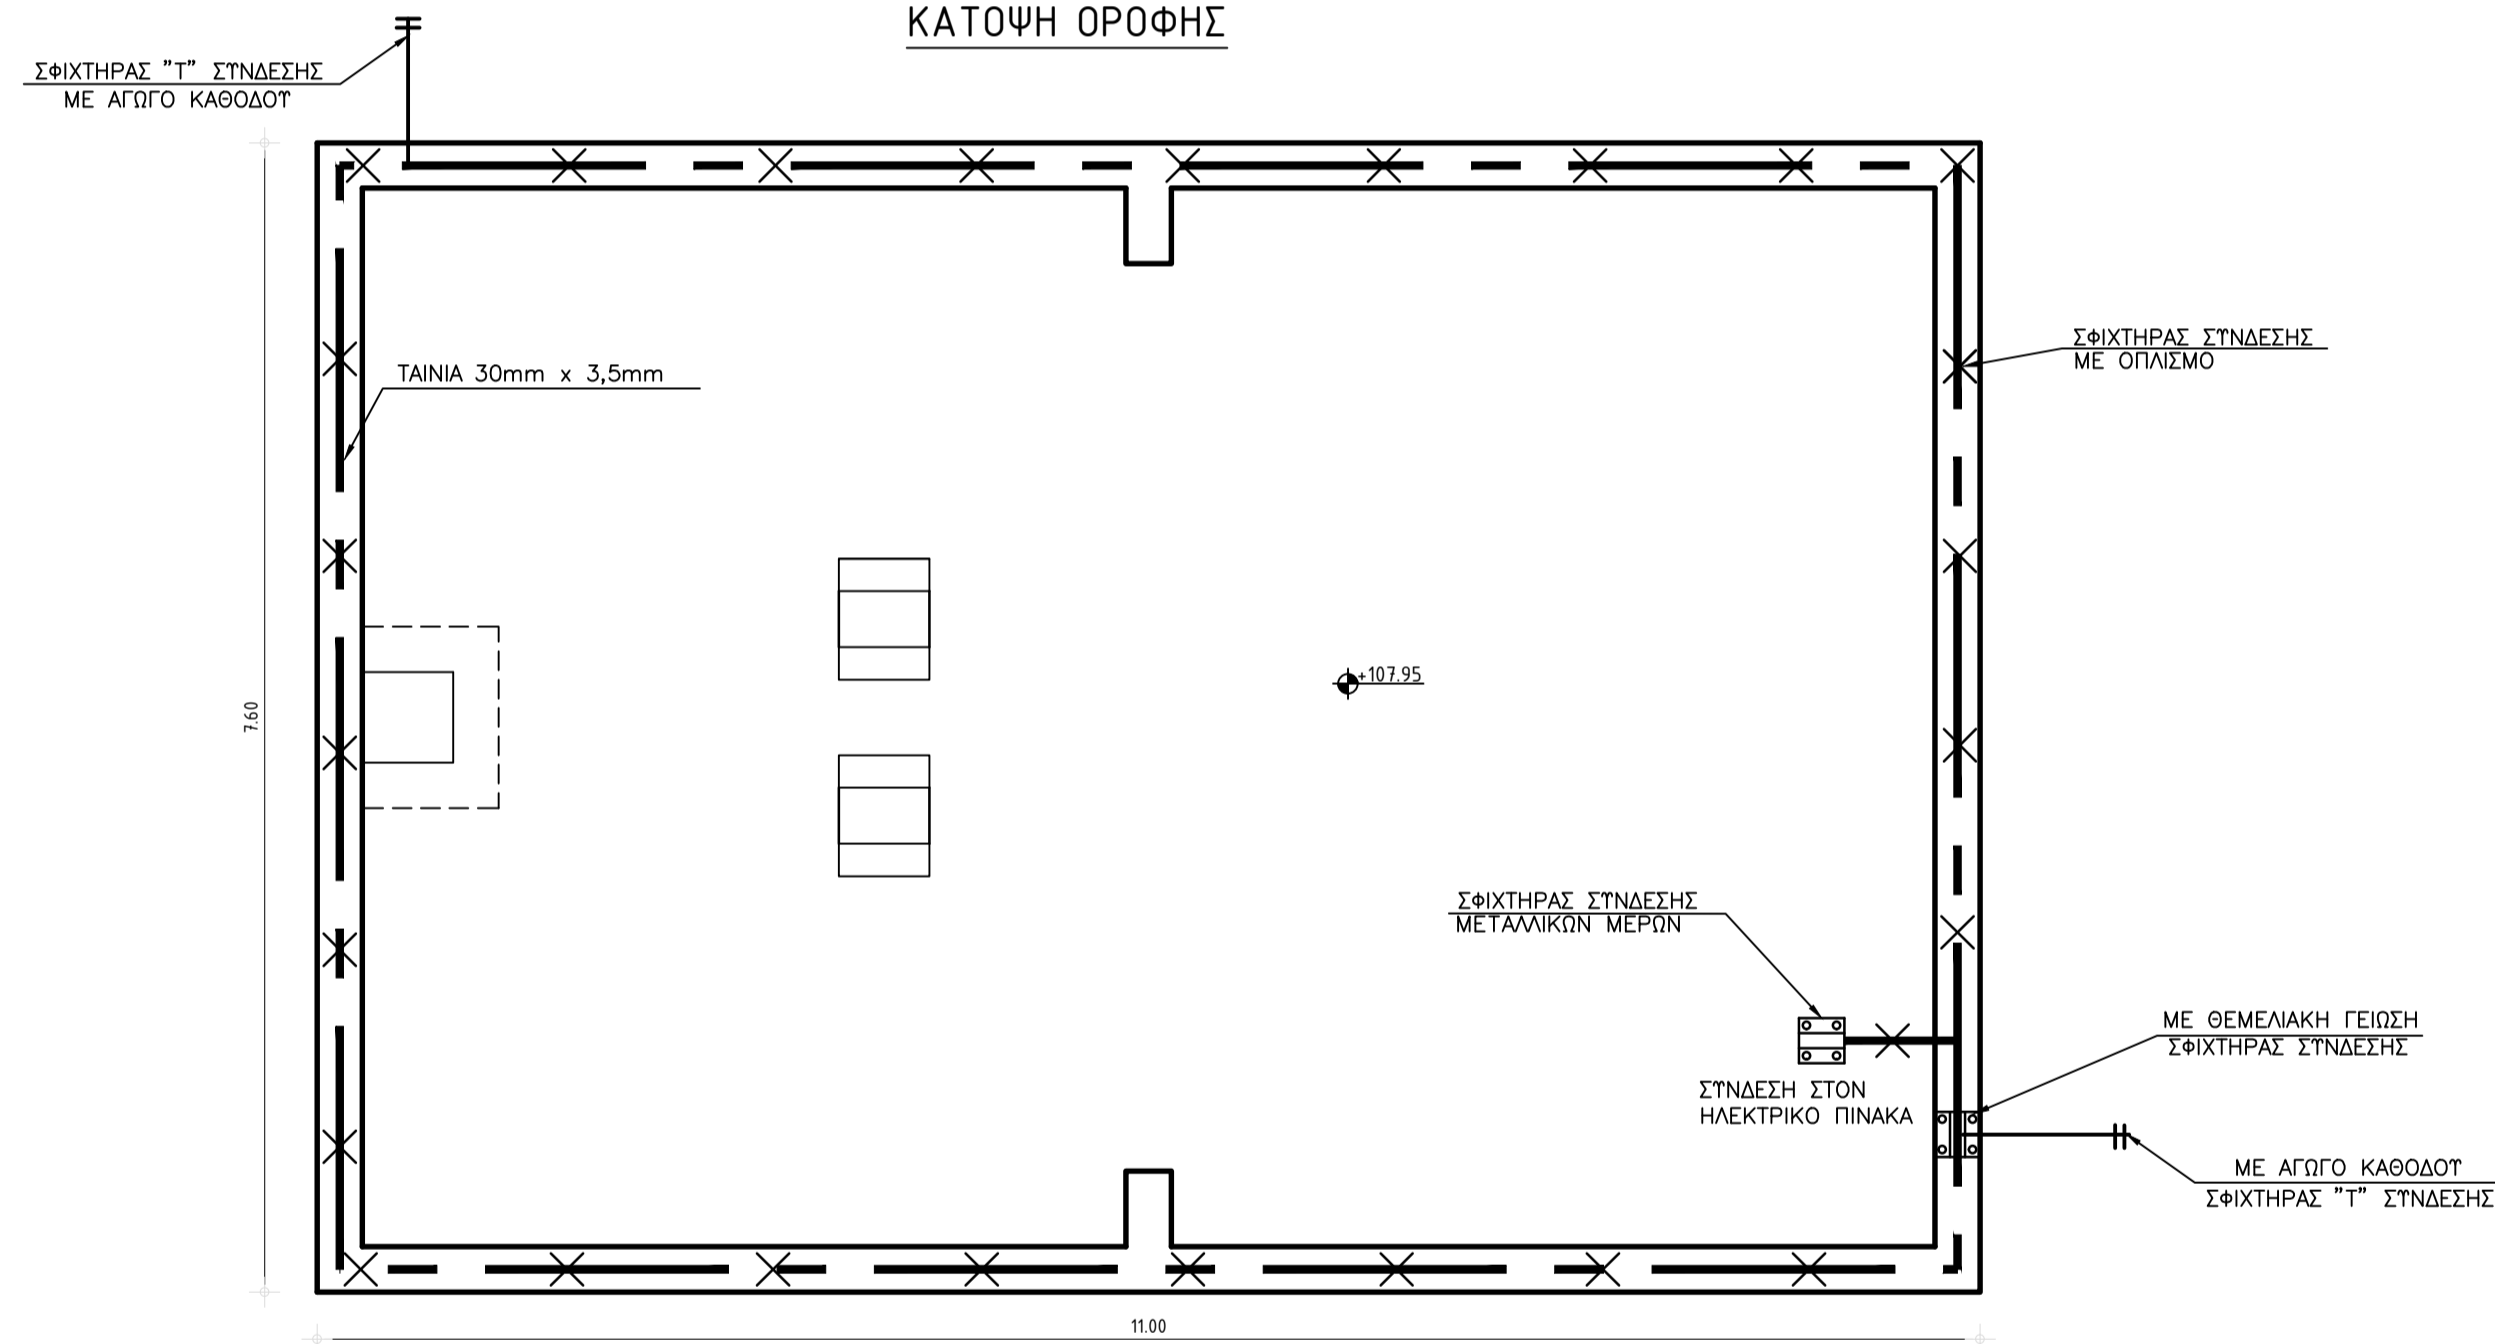 ΚΑΤΟΨΗ ΟΡΟΦΗΣ
ΣΦΙΧΤΗΡΑΣ "Τ" ΣΥΝΔΕΣΗΣ
ΜΕ ΑΓΩΓΟ ΚΑΘΟΔΟΥ
ΤΑΙΝΙΑ 30mm x 3,5mm
ΣΦΙΧΤΗΡΑΣ ΣΥΝΔΕΣΗΣ
ΜΕ ΟΠΛΙΣΜΟ
+107.95
7.60
ΣΦΙΧΤΗΡΑΣ ΣΥΝΔΕΣΗΣ
ΜΕΤΑΛΛΙΚΩΝ ΜΕΡΩΝ
ΜΕ ΘΕΜΕΛΙΑΚΗ ΓΕΙΩΣΗ
ΣΦΙΧΤΗΡΑΣ ΣΥΝΔΕΣΗΣ
ΣΥΝΔΕΣΗ ΣΤΟΝ
ΗΛΕΚΤΡΙΚΟ ΠΙΝΑΚΑ
ΜΕ ΑΓΩΓΟ ΚΑΘΟΔΟΥ
ΣΦΙΧΤΗΡΑΣ "Τ" ΣΥΝΔΕΣΗΣ
11.00